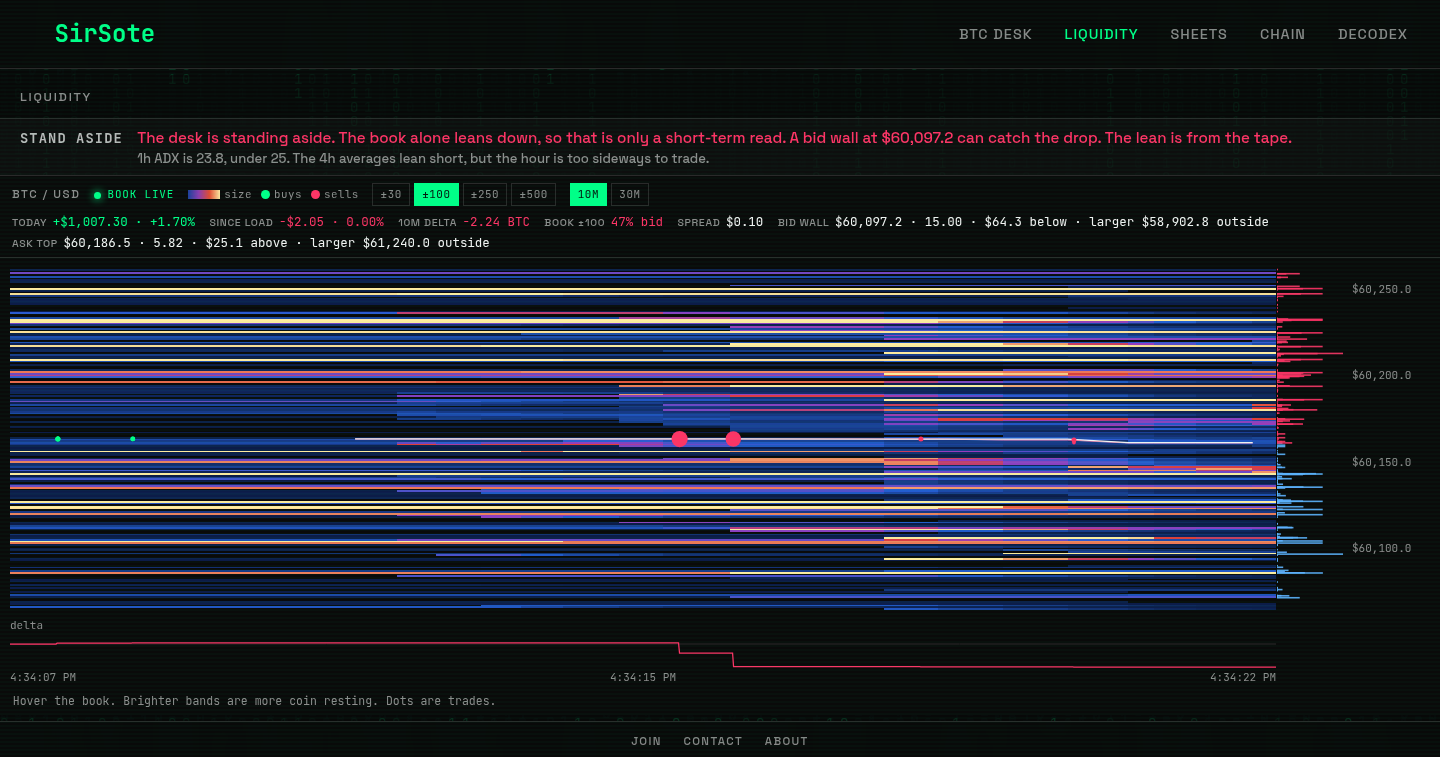 SirSote
BTC DESK LIQUIDITY SHEETS CHAIN DECODEX
LIQUIDITY
STAND ASIDE The desk is standing aside. The book alone leans down, so that is only a short-term read. A bid wall at $60,097.2 can catch the drop. The lean is from the tape.
1h ADX is 23.8, under 25. The 4h averages lean short, but the hour is too sideways to trade.
BTC / USD BOOK LIVE size buys sells ±30 ±100 ±250 ±500 10M 30M
TODAY +$1,007.30 · +1.70% SINCE LOAD -$2.05 · 0.00% 10M DELTA -2.24 BTC BOOK ±100 47% bid SPREAD $0.10 BID WALL $60,097.2 · 15.00 · $64.3 below · larger $58,902.8 outside
ASK TOP $60,186.5 · 5.82 · $25.1 above · larger $61,240.0 outside
$60,250.0
$60,200.0
$60,150.0
$60,100.0
delta
4:34:07 PM 4:34:15 PM 4:34:22 PM
Hover the book. Brighter bands are more coin resting. Dots are trades.
JOIN CONTACT ABOUT